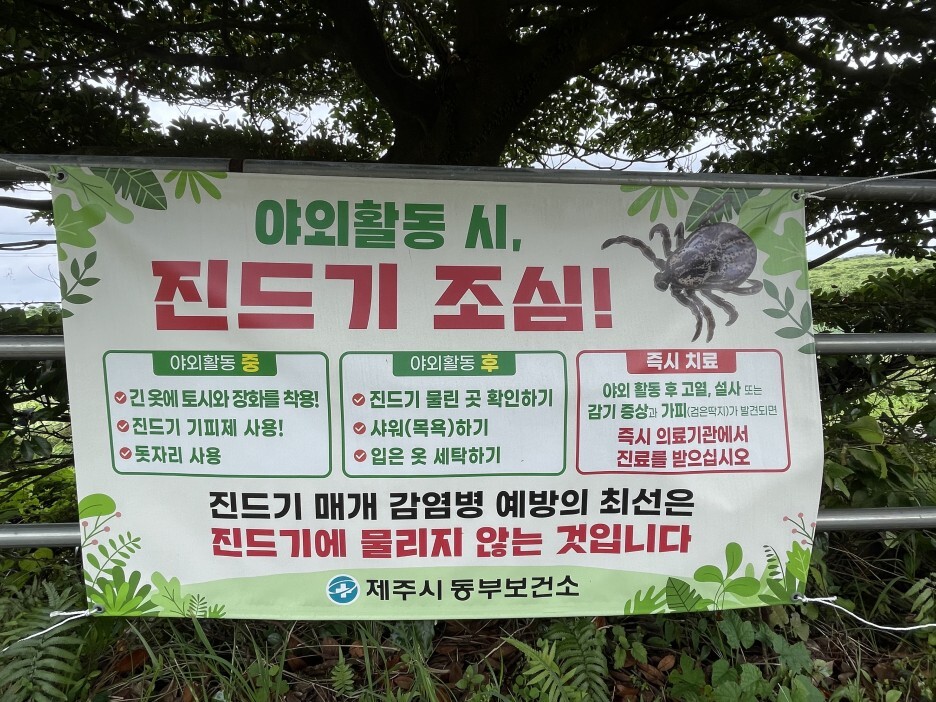 야외활동 시,
진드기 조심!
야외활동 중
긴 옷에 토시와 장화를 착용!
진드기 기피제 사용!
돗자리 사용
야외활동 후
진드기 물린 곳 확인하기
샤워(목욕)하기
입은 옷 세탁하기
즉시 치료
야외 활동 후 고열, 설사 또는
감기 증상과 가피(검은딱지)가 발견되면
즉시 의료기관에서
진료를 받으십시오
진드기 매개 감염병 예방의 최선은
진드기에 물리지 않는 것입니다
제주시 동부보건소